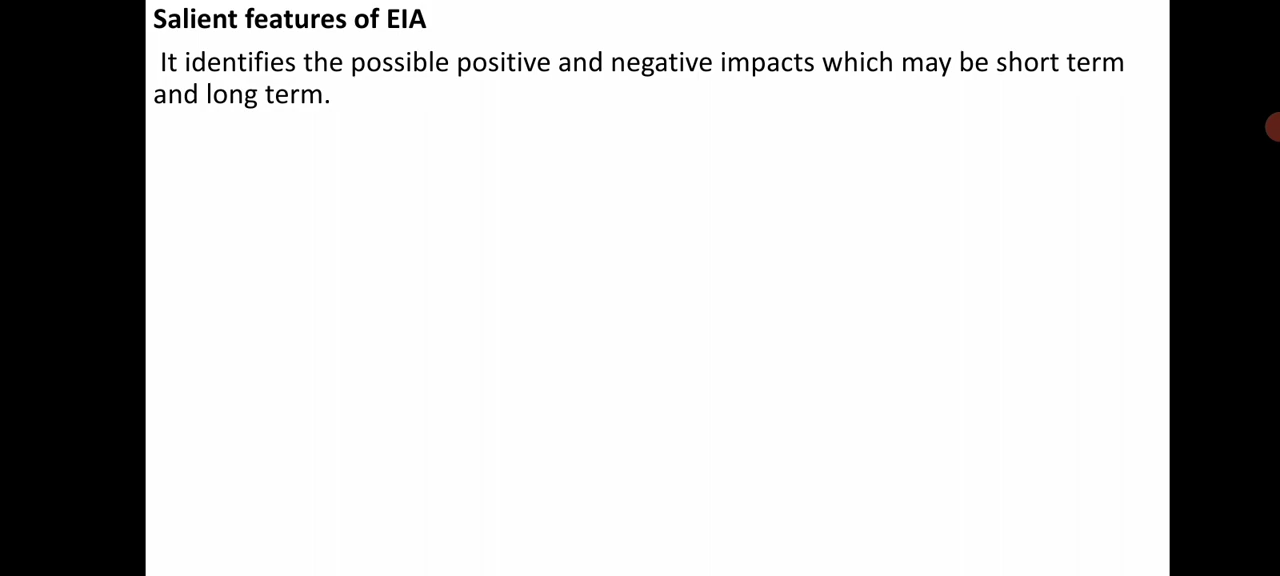 Salient features of EIA
It identifies the possible positive and negative impacts which may be short term
and long term.